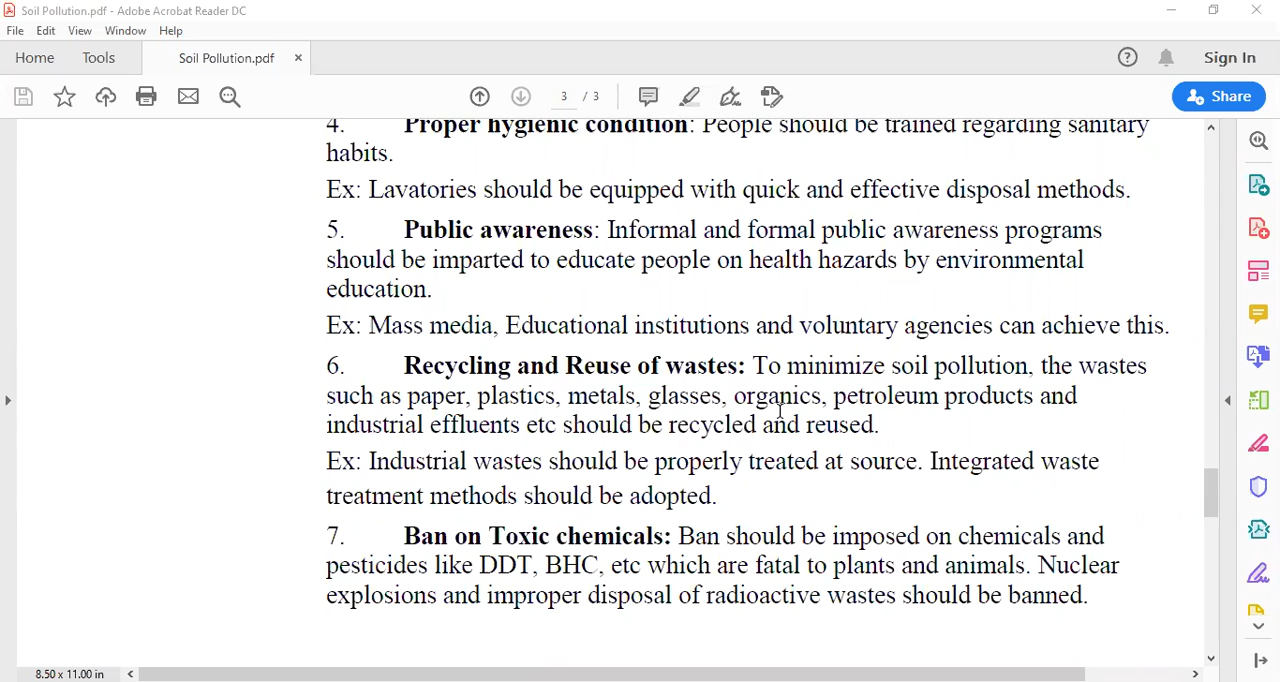 Soil Pollution.pdf - Adobe Acrobat Reader DC
File Edit View Window Help
Home Tools Soil Pollution.pdf × Sign In
3 / 3 Share
4. Proper hygienic condition: People should be trained regarding sanitary
habits.
Ex: Lavatories should be equipped with quick and effective disposal methods.
5. Public awareness: Informal and formal public awareness programs
should be imparted to educate people on health hazards by environmental
education.
Ex: Mass media, Educational institutions and voluntary agencies can achieve this.
6. Recycling and Reuse of wastes: To minimize soil pollution, the wastes
such as paper, plastics, metals, glasses, organics, petroleum products and
industrial effluents etc should be recycled and reused.
Ex: Industrial wastes should be properly treated at source. Integrated waste
treatment methods should be adopted.
7. Ban on Toxic chemicals: Ban should be imposed on chemicals and
pesticides like DDT, BHC, etc which are fatal to plants and animals. Nuclear
explosions and improper disposal of radioactive wastes should be banned.
8.50 x 11.00 in